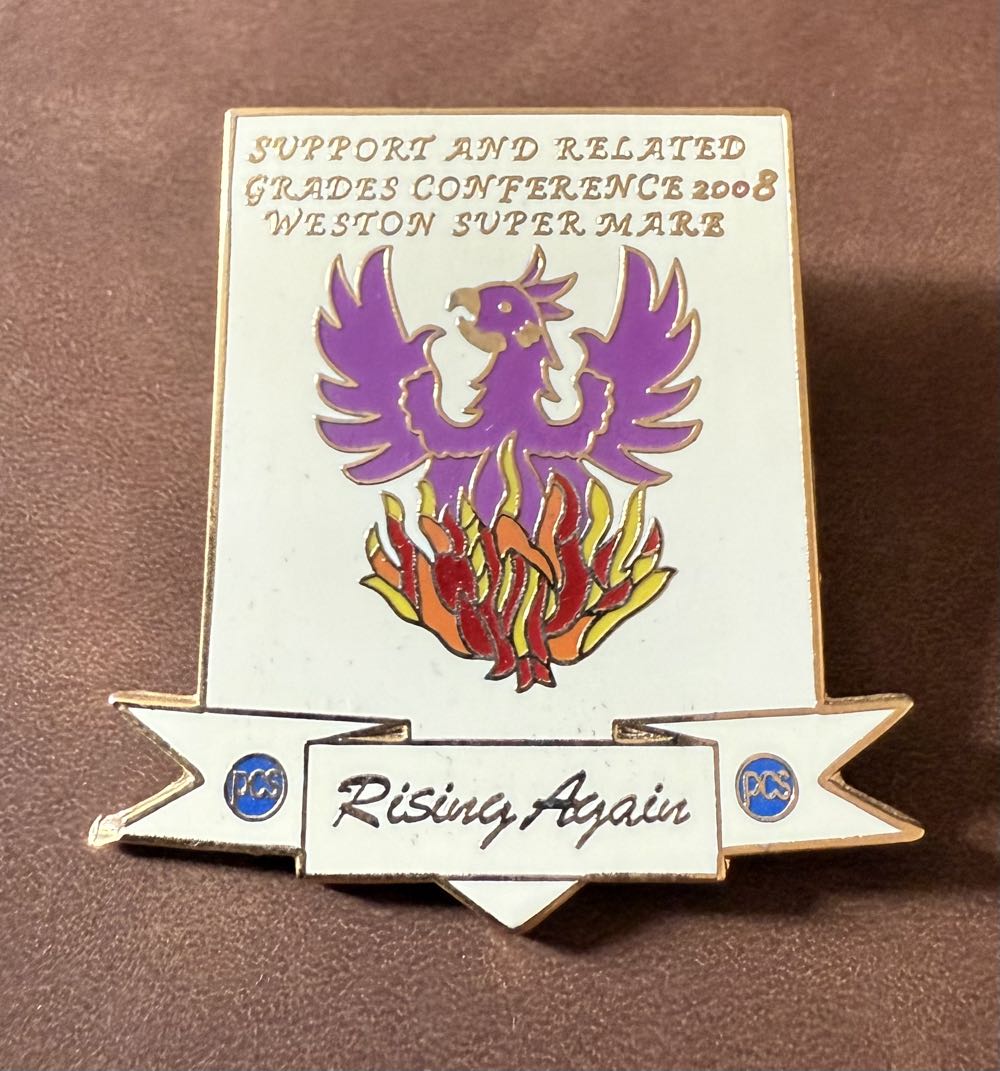 SUPPORT AND RELATED
GRADES CONFERENCE 2008
WESTON SUPER MARE
pcs Rising Again pcs